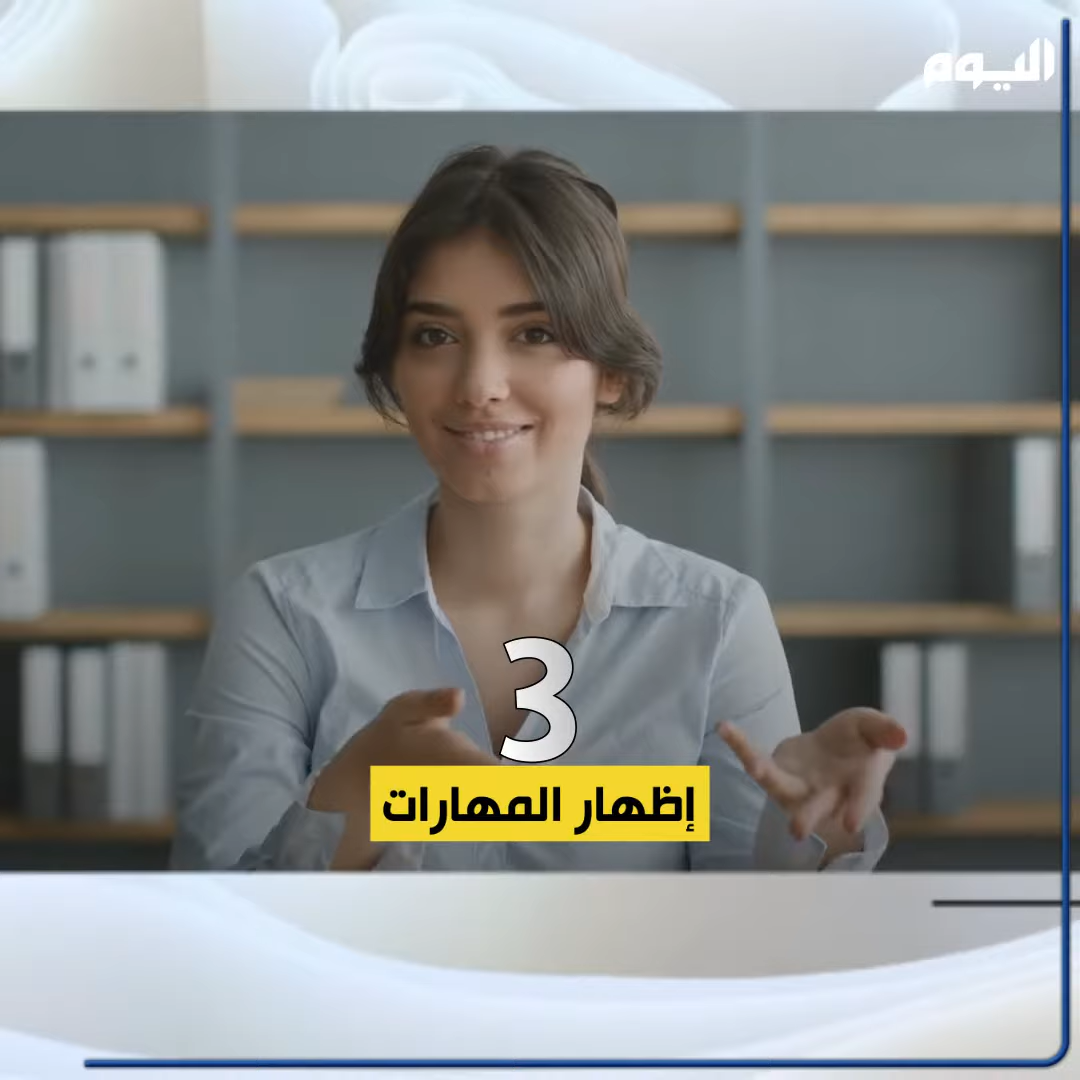 اليوم
3
إظهار المهارات